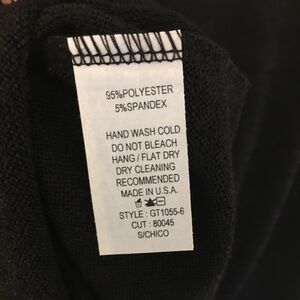 95%POLYESTER
5%SPANDEX
HAND WASH COLD
DO NOT BLEACH
HANG / FLAT DRY
DRY CLEANING
RECOMMENDED
MADE IN U.S.A.
STYLE : GT1055-6
CUT : 80045
S/CHICO